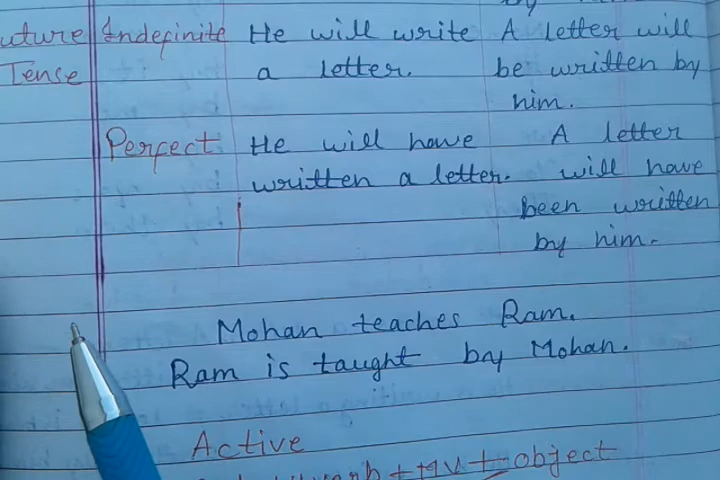 uture Indefinite He will write A letter will
Tense a letter. be written by
him.
Perfect He will have A letter
written a letter. will have
been written
by him.
Mohan teaches Ram.
Ram is taught by Mohan.
Active
+ object